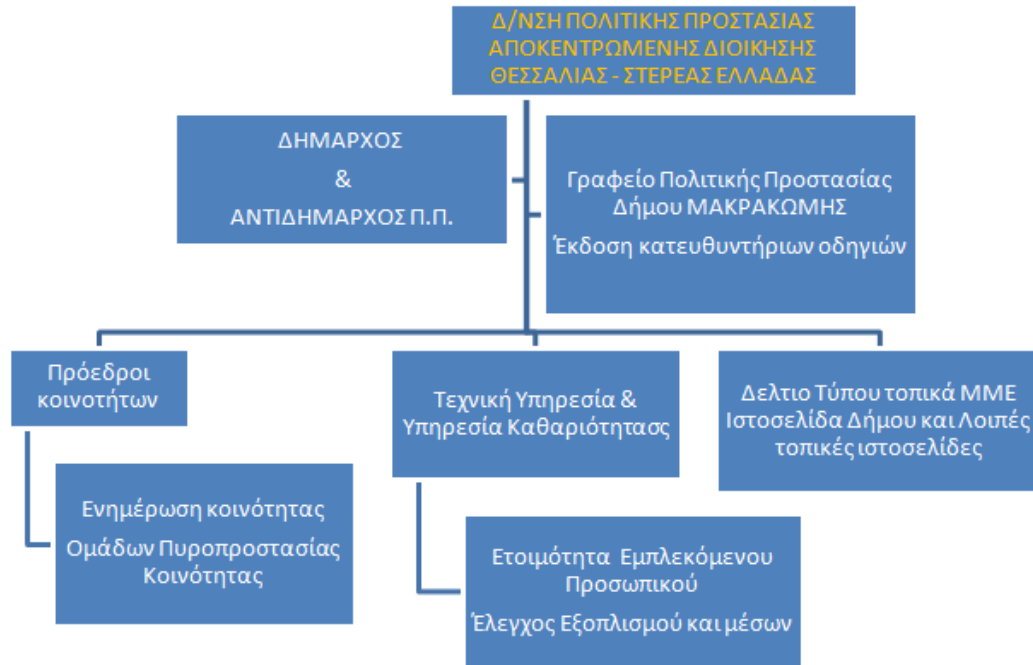 Δ/ΝΣΗ ΠΟΛΙΤΙΚΗΣ ΠΡΟΣΤΑΣΙΑΣ
ΑΠΟΚΕΝΤΡΩΜΕΝΗΣ ΔΙΟΙΚΗΣΗΣ
ΘΕΣΣΑΛΙΑΣ - ΣΤΕΡΕΑΣ ΕΛΛΑΔΑΣ
ΔΗΜΑΡΧΟΣ
&
ΑΝΤΙΔΗΜΑΡΧΟΣ Π.Π.
Γραφείο Πολιτικής Προστασίας
Δήμου ΜΑΚΡΑΚΩΜΗΣ
Έκδοση κατευθυντήριων οδηγιών
Πρόεδροι
κοινοτήτων
Ενημέρωση κοινότητας
Ομάδων Πυροπροστασίας
Κοινότητας
Τεχνική Υπηρεσία &
Υπηρεσία Καθαριότητασς
Ετοιμότητα Εμπλεκόμενου
Προσωπικού
Έλεγχος Εξοπλισμού και μέσων
Δελτιο Τύπου τοπικά ΜΜΕ
Ιστοσελίδα Δήμου και Λοιπές
τοπικές ιστοσελίδες